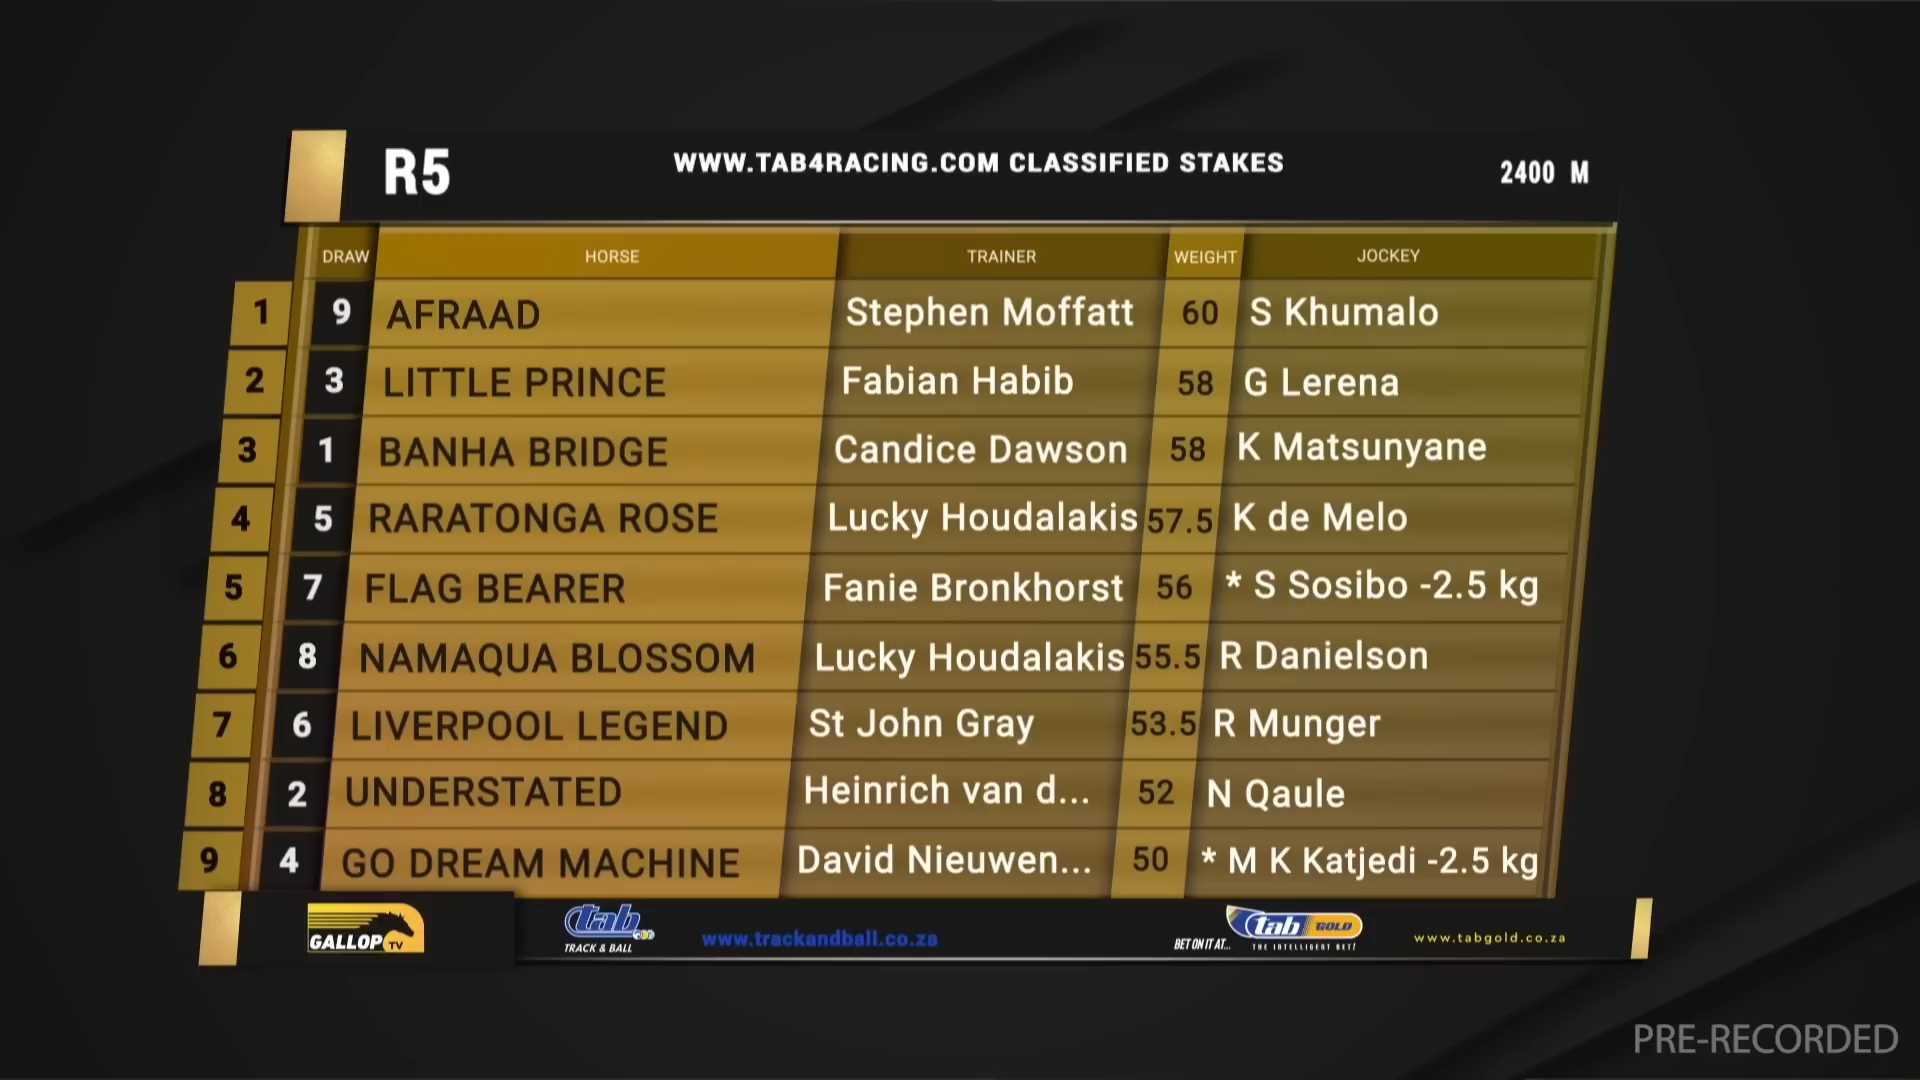 R5 WWW.TAB4RACING.COM CLASSIFIED STAKES 2400 M
DRAW HORSE TRAINER WEIGHT JOCKEY
1 9 AFRAAD Stephen Moffatt 60 S Khumalo
2 3 LITTLE PRINCE Fabian Habib 58 G Lerena
3 1 BANHA BRIDGE Candice Dawson 58 K Matsunyane
4 5 RARATONGA ROSE Lucky Houdalakis 57.5 K de Melo
5 7 FLAG BEARER Fanie Bronkhorst 56 * S Sosibo -2.5 kg
6 8 NAMAQUA BLOSSOM Lucky Houdalakis 55.5 R Danielson
7 6 LIVERPOOL LEGEND St John Gray 53.5 R Munger
8 2 UNDERSTATED Heinrich van d... 52 N Qaule
9 4 GO DREAM MACHINE David Nieuwen... 50 * M K Katjedi -2.5 kg
GALLOP TV
tab
TRACK & BALL
www.trackandball.co.za
BET ON IT AT...
tab GOLD
THE INTELLIGENT BET!
www.tabgold.co.za
PRE-RECORDED